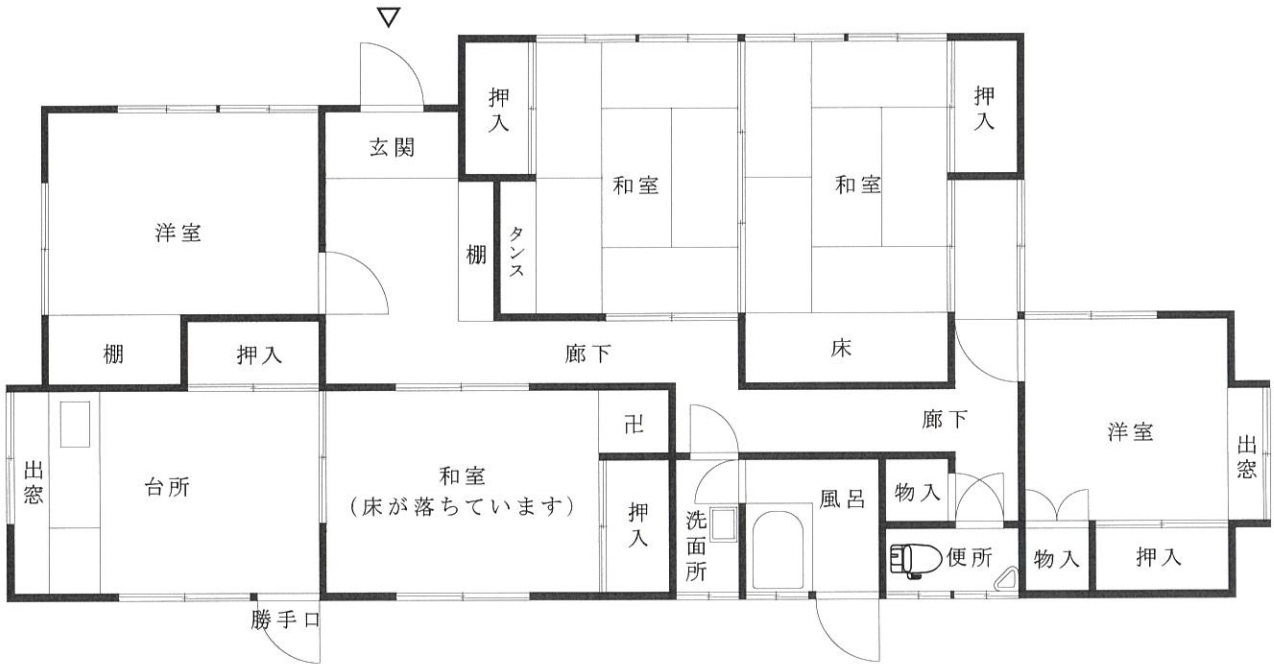 押入
押入
玄関
和室
和室
洋室
棚
タンス
棚
押入
廊下
床
廊下
洋室
出窓
出窓
台所
和室
(床が落ちています)
卍
押入
洗面所
風呂
物入
便所
物入
押入
勝手口